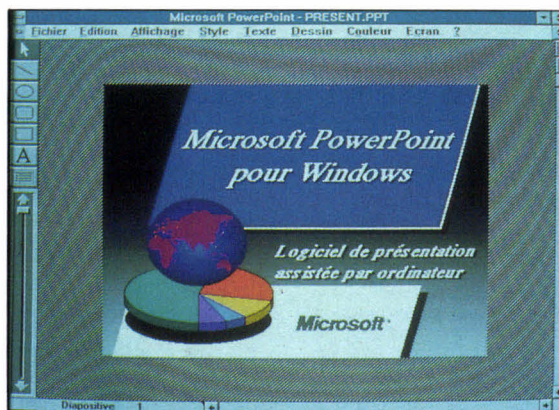 Microsoft PowerPoint - PRESENT.PPT
Fichier Edition Affichage Style Texte Dessin Couleur Ecran ?
A
Microsoft PowerPoint
pour Windows
Logiciel de présentation
assistée par ordinateur
Microsoft
Diapositive 1